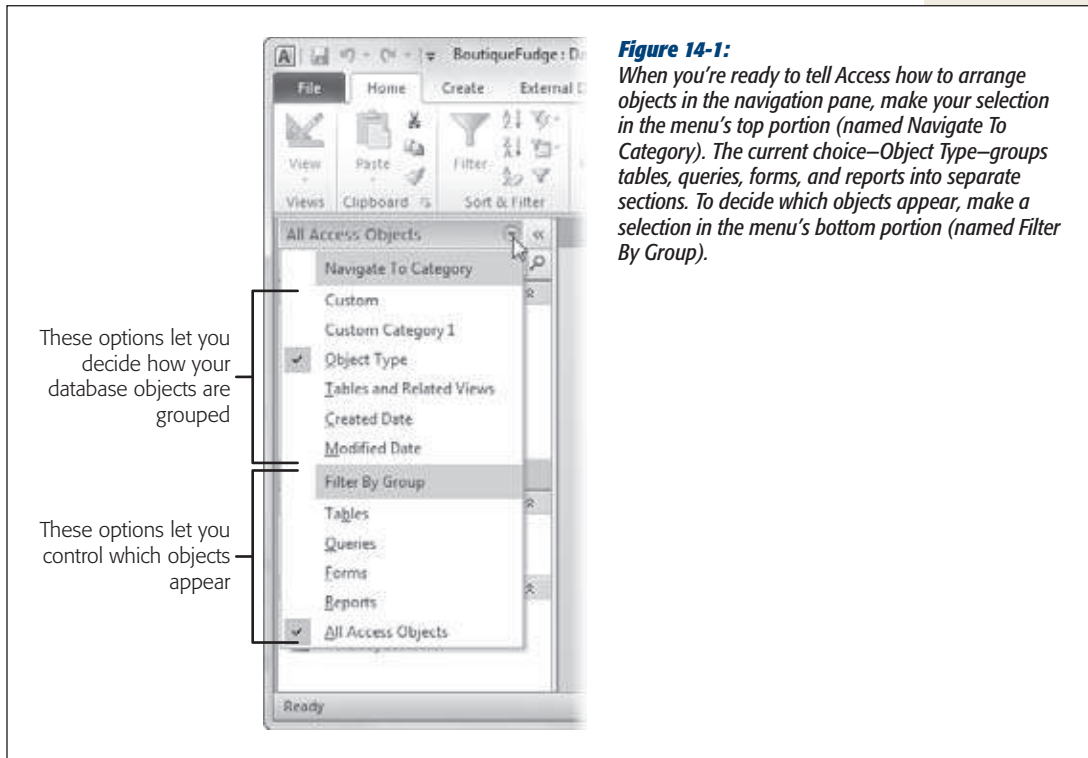 BoutiqueFudge : Da
File Home Create External D
View Paste Filter
Views Clipboard Sort & Filter
All Access Objects
Navigate To Category
Custom
Custom Category 1
Object Type
Tables and Related Views
Created Date
Modified Date
Filter By Group
Tables
Queries
Forms
Reports
All Access Objects
Ready
These options let you
decide how your
database objects are
grouped
These options let you
control which objects
appear
Figure 14-1:
When you're ready to tell Access how to arrange
objects in the navigation pane, make your selection
in the menu's top portion (named Navigate To
Category). The current choice—Object Type—groups
tables, queries, forms, and reports into separate
sections. To decide which objects appear, make a
selection in the menu's bottom portion (named Filter
By Group).